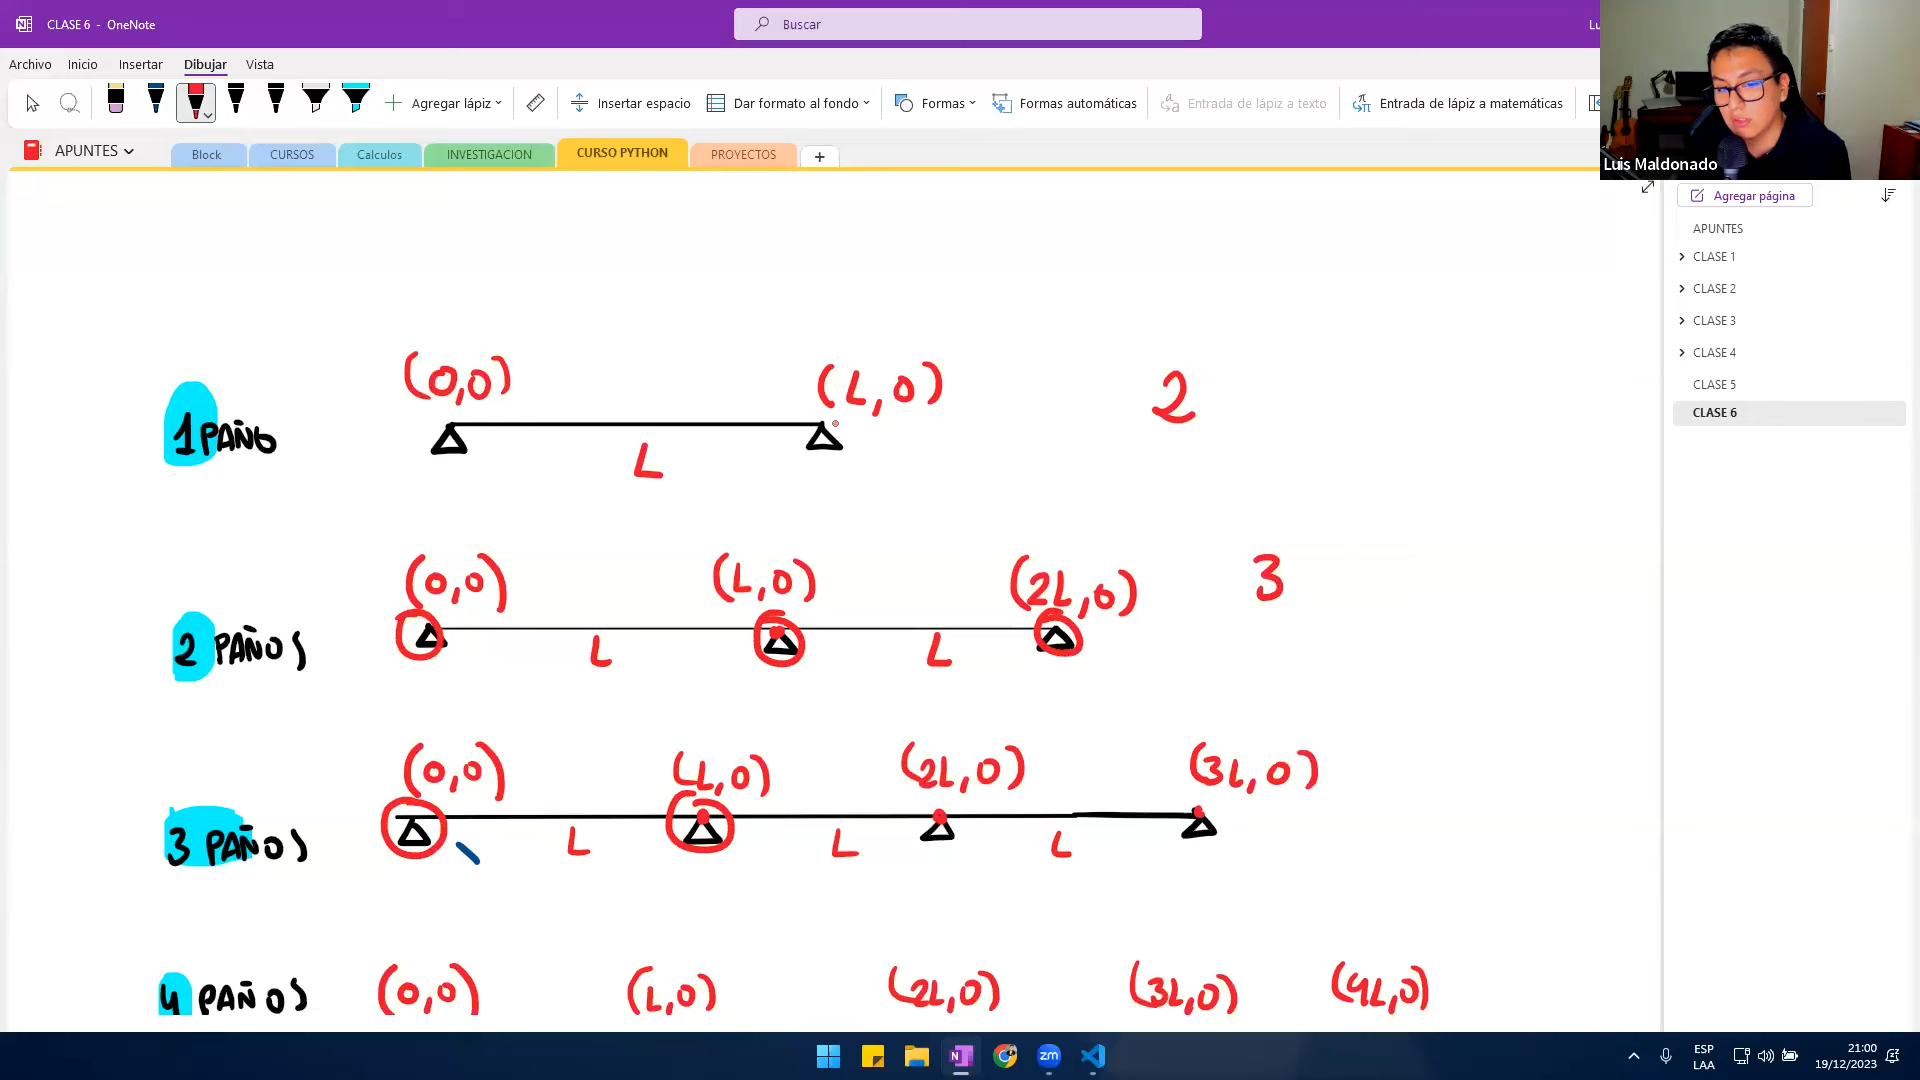 CLASE 6 - OneNote
Buscar
Lu
Archivo Inicio Insertar Dibujar Vista
Agregar lápiz
Insertar espacio
Dar formato al fondo
Formas
Formas automáticas
Entrada de lápiz a texto
Entrada de lápiz a matemáticas
Luis Maldonado
APUNTES
Block
CURSOS
Calculos
INVESTIGACION
CURSO PYTHON
PROYECTOS
+
Agregar página
APUNTES
CLASE 1
CLASE 2
CLASE 3
CLASE 4
CLASE 5
CLASE 6
(0,0) (L,0) 2
1 PAÑO
L
(0,0) (L,0) (2L,0) 3
2 PAÑOS
L L
(0,0) (L,0) (2L,0) (3L,0)
3 PAÑOS
L L L
4 PAÑOS (0,0) (L,0) (2L,0) (3L,0) (4L,0)
zm
ESP
LAA
21:00
19/12/2023